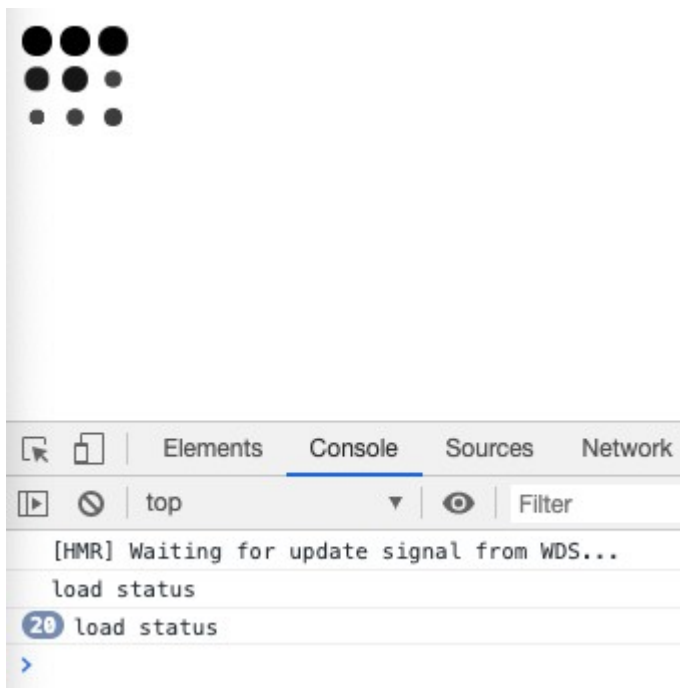 Elements Console Sources Network
top Filter
[HMR] Waiting for update signal from WDS...
load status
20 load status